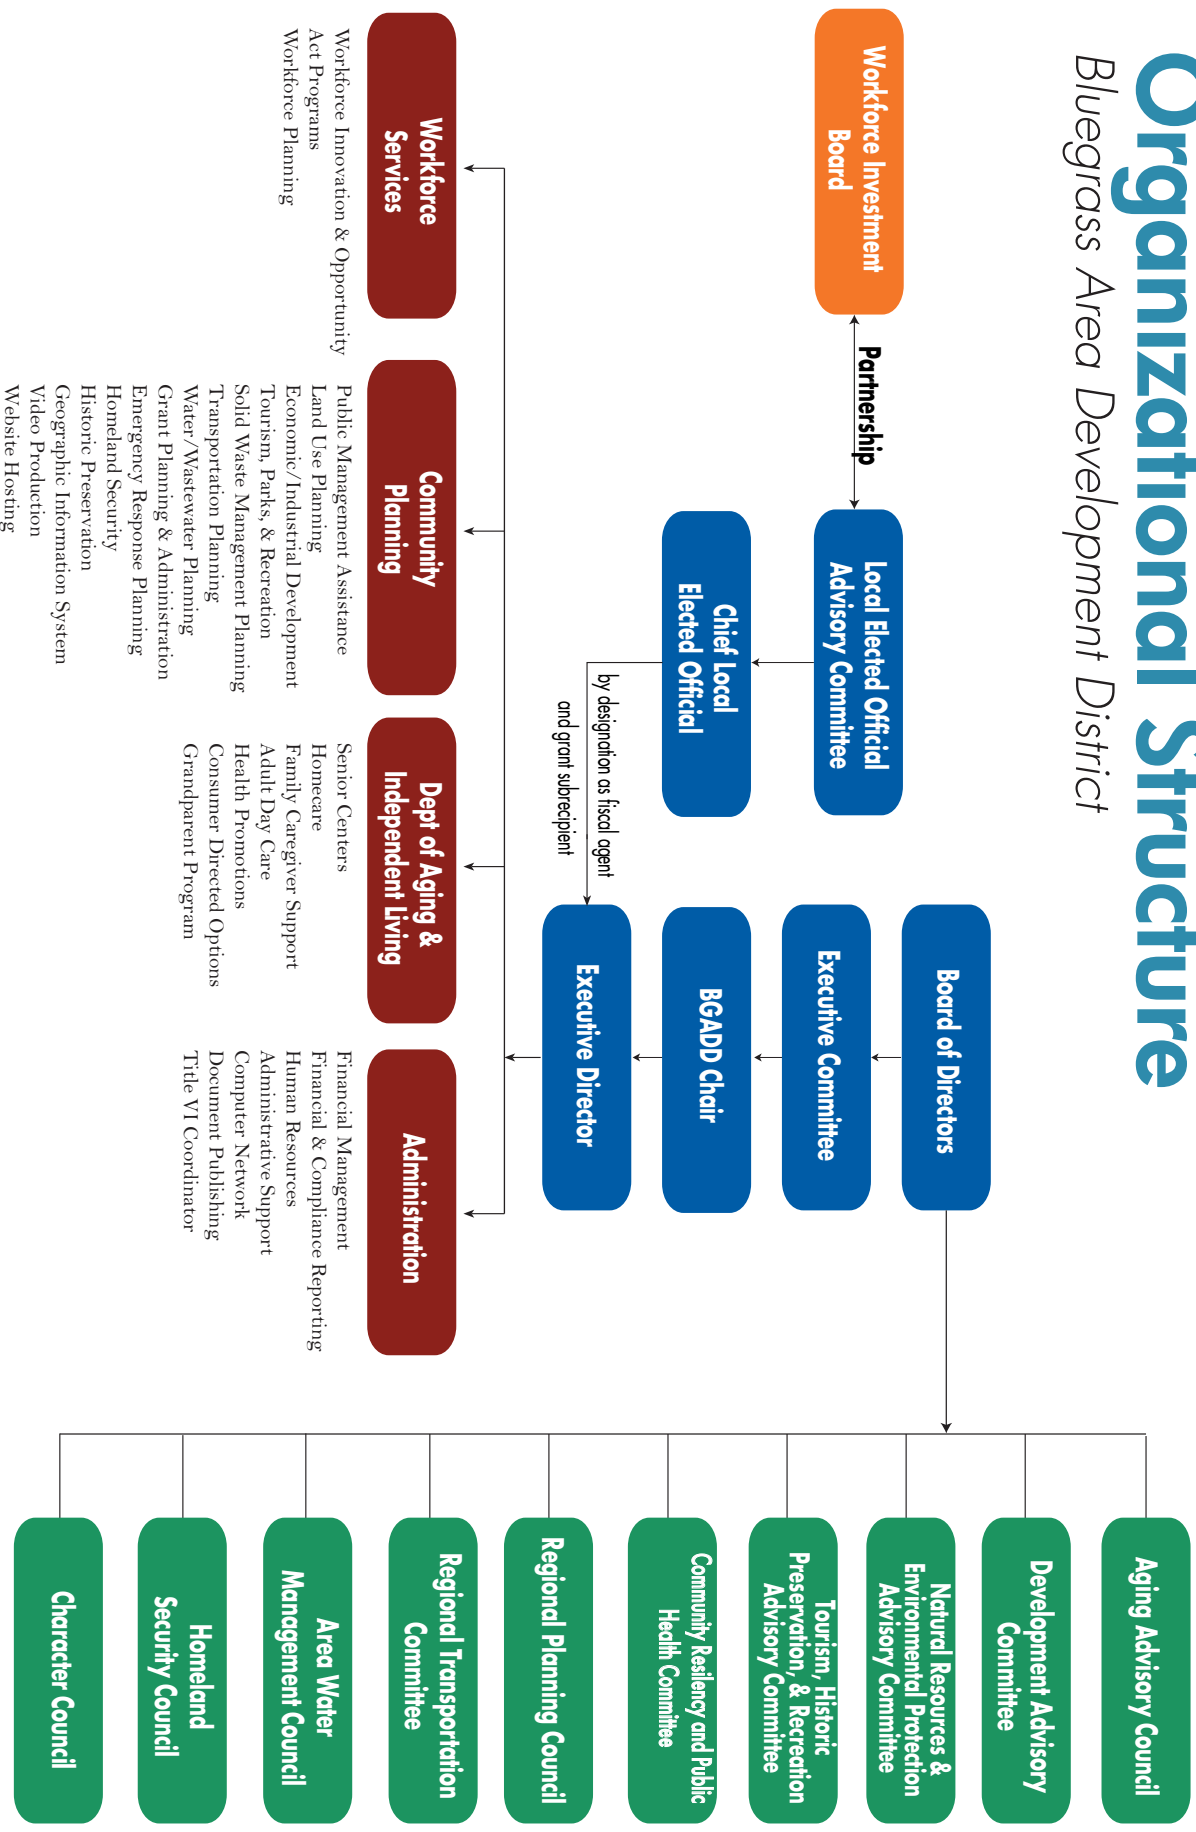 Organizational Structure
Bluegrass Area Development District
Workforce Investment
Board
Partnership
Local Elected Official
Advisory Committee
Chief Local
Elected Official
by designation as fiscal agent
and grant subrecipient
Board of Directors
Executive Committee
BGADD Chair
Executive Director
Workforce
Services
Workforce Innovation & Opportunity
Act Programs
Workforce Planning
Community
Planning
Public Management Assistance
Land Use Planning
Economic/Industrial Development
Tourism, Parks, & Recreation
Solid Waste Management Planning
Transportation Planning
Water/Wastewater Planning
Grant Planning & Administration
Emergency Response Planning
Homeland Security
Historic Preservation
Geographic Information System
Video Production
Website Hosting
Dept of Aging &
Independent Living
Senior Centers
Homecare
Family Caregiver Support
Adult Day Care
Health Promotions
Consumer Directed Options
Grandparent Program
Administration
Financial Management
Financial & Compliance Reporting
Human Resources
Administrative Support
Computer Network
Document Publishing
Title VI Coordinator
Aging Advisory Council
Development Advisory
Committee
Natural Resources &
Environmental Protection
Advisory Committee
Tourism, Historic
Preservation, & Recreation
Advisory Committee
Community Resilency and Public
Health Committee
Regional Planning Council
Regional Transportation
Committee
Area Water
Management Council
Homeland
Security Council
Character Council